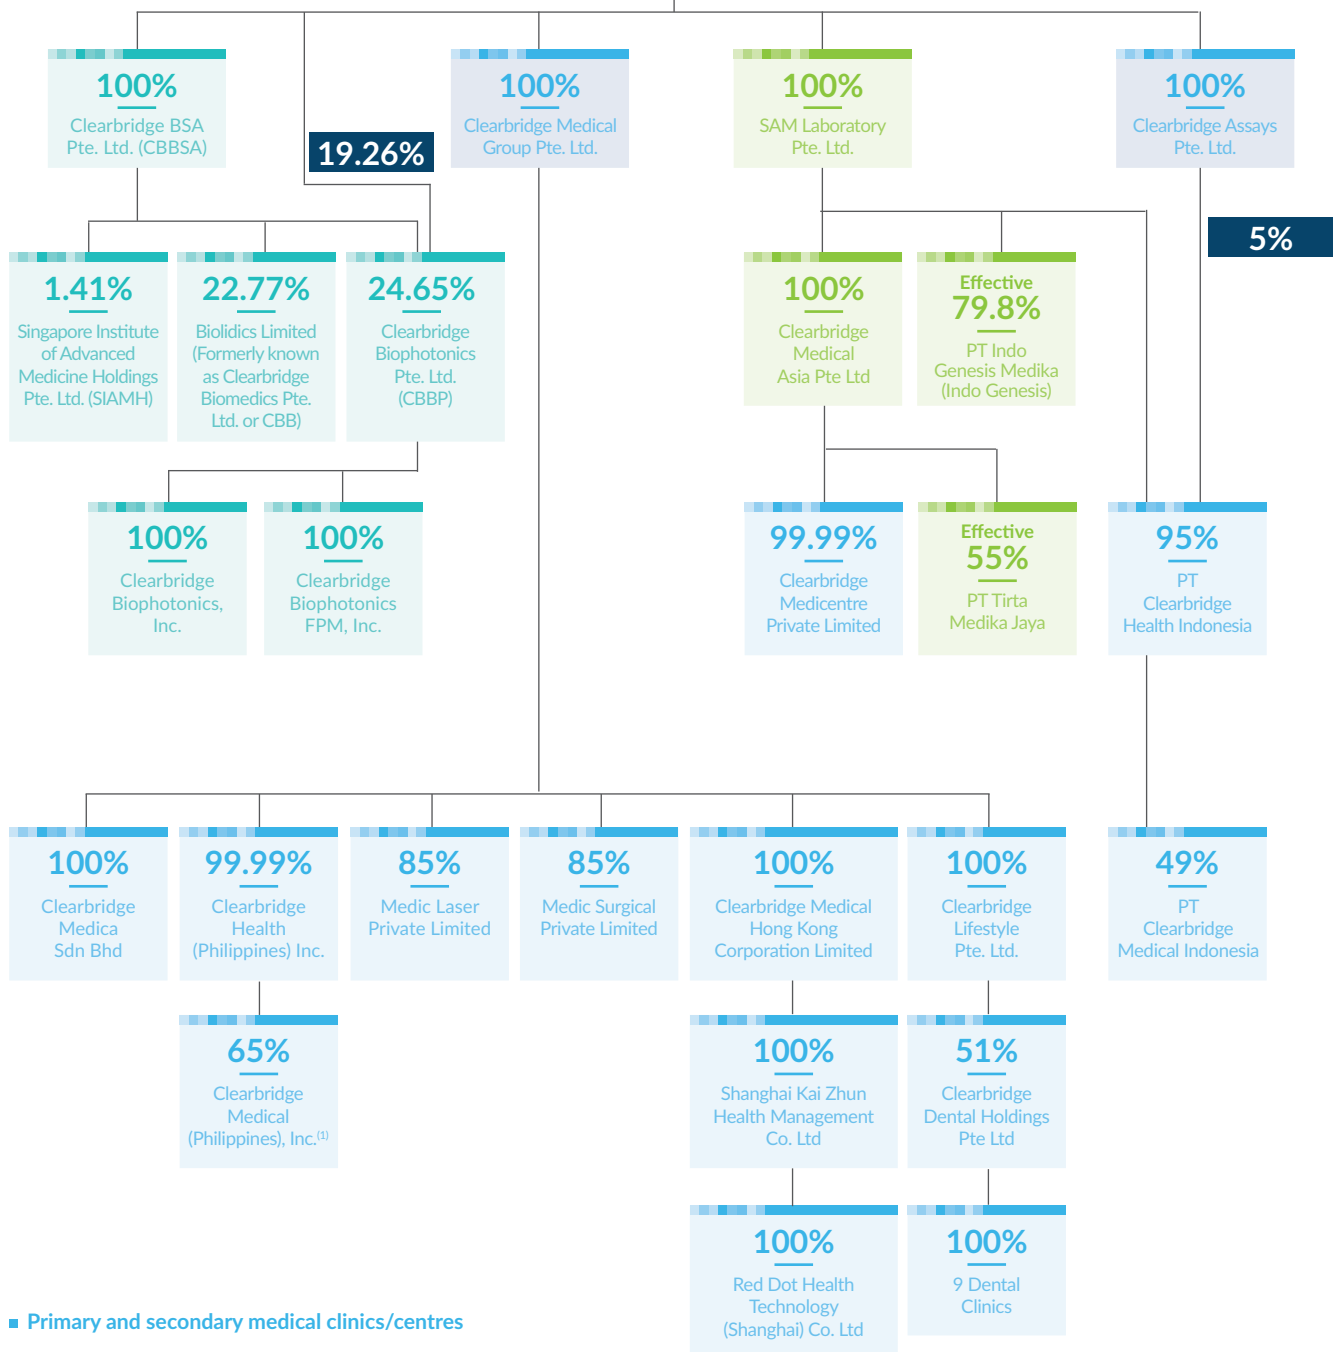 100%
Clearbridge BSA
Pte. Ltd. (CBBSA)
19.26%
100%
Clearbridge Medical
Group Pte. Ltd.
100%
SAM Laboratory
Pte. Ltd.
100%
Clearbridge Assays
Pte. Ltd.
5%
1.41%
Singapore Institute
of Advanced
Medicine Holdings
Pte. Ltd. (SIAMH)
22.77%
Biolidics Limited
(Formerly known
as Clearbridge
Biomedics Pte.
Ltd. or CBB)
24.65%
Clearbridge
Biophotonics
Pte. Ltd.
(CBBP)
100%
Clearbridge
Medical
Asia Pte Ltd
Effective
79.8%
PT Indo
Genesis Medika
(Indo Genesis)
100%
Clearbridge
Biophotonics,
Inc.
100%
Clearbridge
Biophotonics
FPM, Inc.
99.99%
Clearbridge
Medicentre
Private Limited
Effective
55%
PT Tirta
Medika Jaya
95%
PT
Clearbridge
Health Indonesia
100%
Clearbridge
Medica
Sdn Bhd
99.99%
Clearbridge
Health
(Philippines) Inc.
85%
Medic Laser
Private Limited
85%
Medic Surgical
Private Limited
100%
Clearbridge Medical
Hong Kong
Corporation Limited
100%
Clearbridge
Lifestyle
Pte. Ltd.
49%
PT
Clearbridge
Medical Indonesia
65%
Clearbridge
Medical
(Philippines), Inc.(1)
100%
Shanghai Kai Zhun
Health Management
Co. Ltd
51%
Clearbridge
Dental Holdings
Pte Ltd
100%
Red Dot Health
Technology
(Shanghai) Co. Ltd
100%
9 Dental
Clinics
Primary and secondary medical clinics/centres